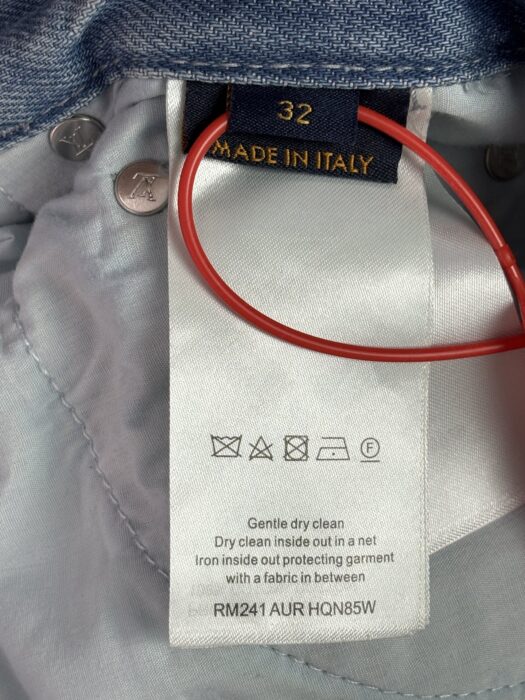 32
MADE IN ITALY
F
Gentle dry clean
Dry clean inside out in a net
Iron inside out protecting garment
with a fabric in between
RM241 AUR HQN85W